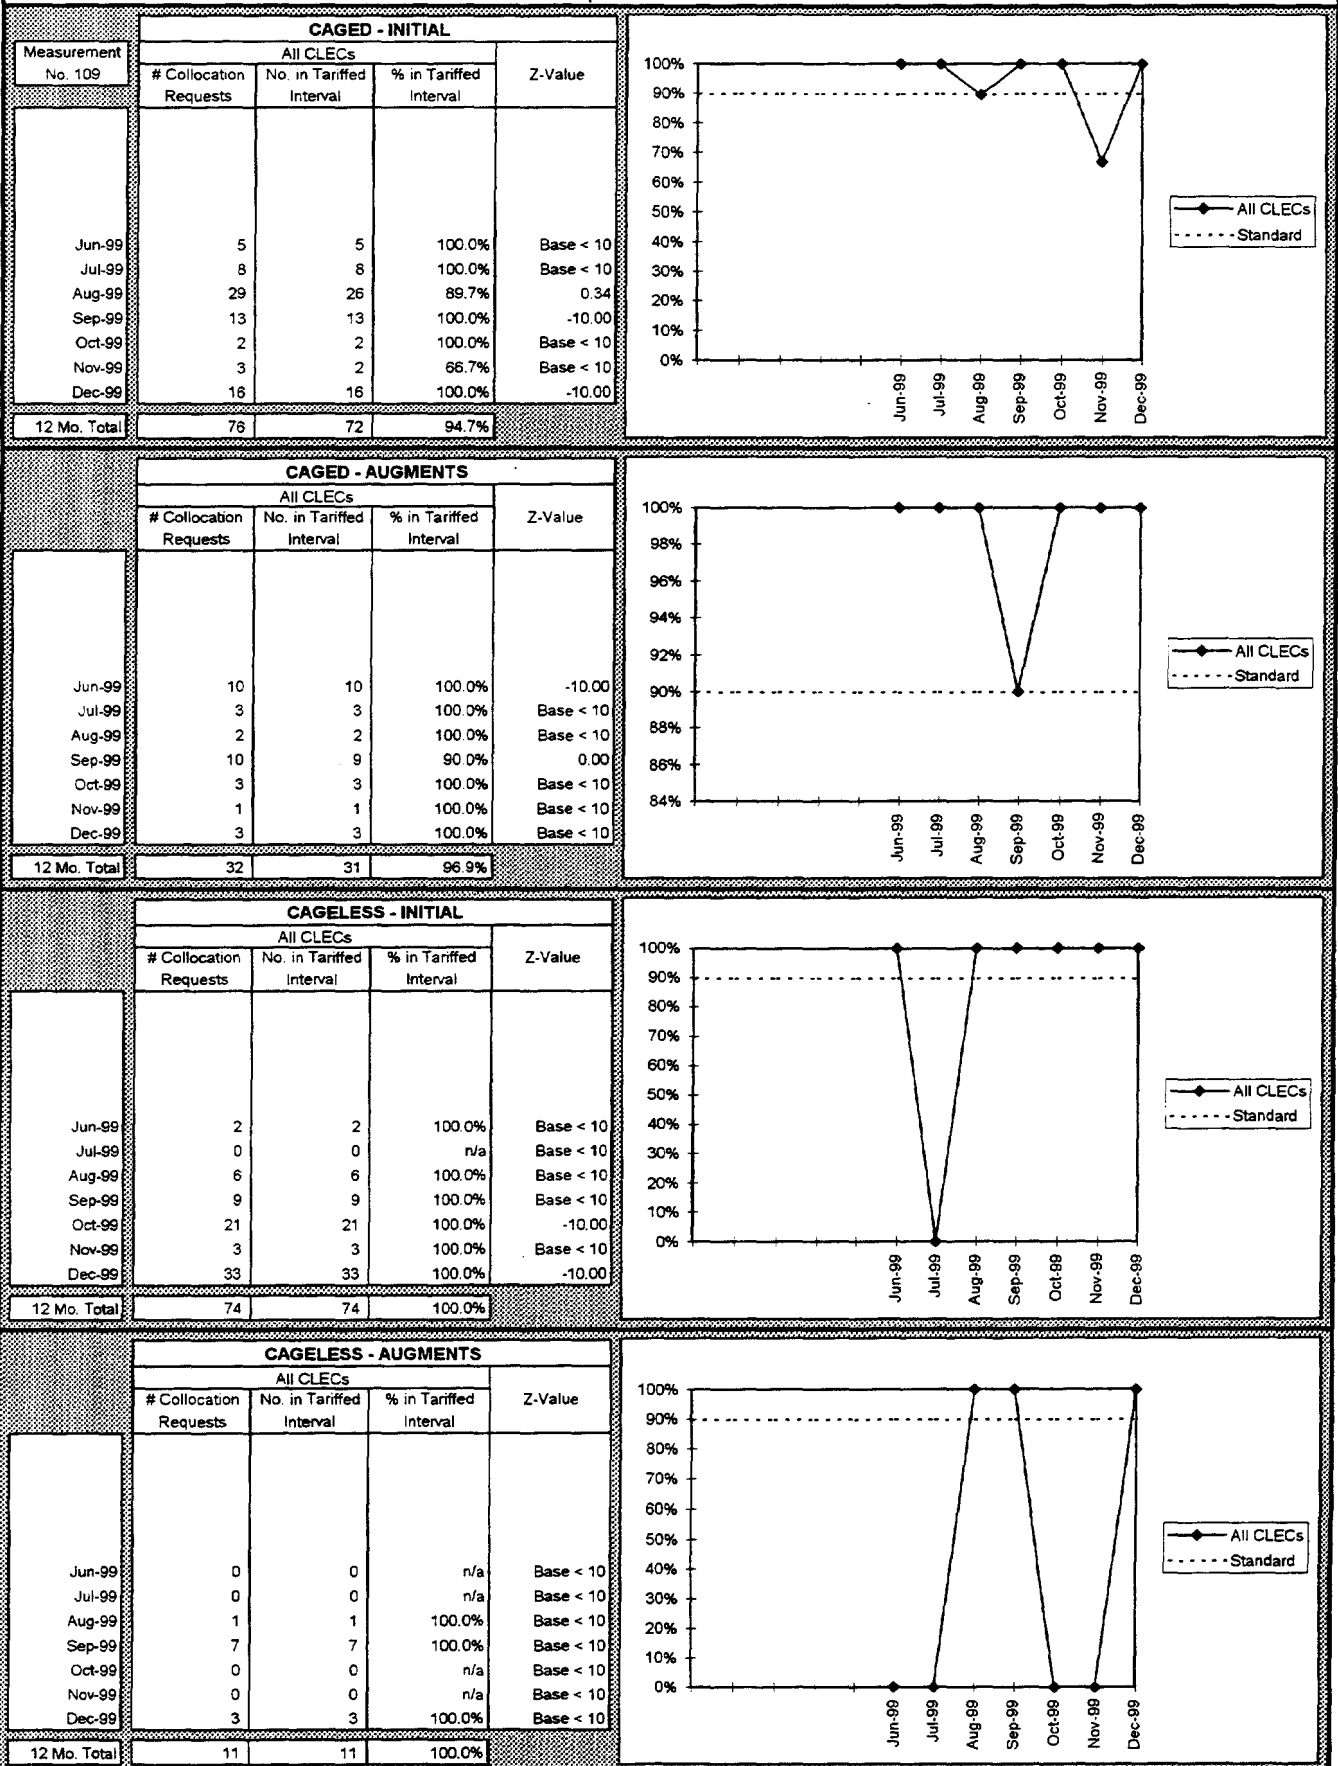 CAGED - INITIAL
Measurement No. 109
All CLECs
# Collocation Requests No. in Tariffed Interval % in Tariffed Interval Z-Value
Jun-99 5 5 100.0% Base < 10
Jul-99 8 8 100.0% Base < 10
Aug-99 29 26 89.7% 0.34
Sep-99 13 13 100.0% -10.00
Oct-99 2 2 100.0% Base < 10
Nov-99 3 2 66.7% Base < 10
Dec-99 16 16 100.0% -10.00
12 Mo. Total 76 72 94.7%
100%
90%
80%
70%
60%
50%
40%
30%
20%
10%
0%
Jun-99 Jul-99 Aug-99 Sep-99 Oct-99 Nov-99 Dec-99
All CLECs
Standard
CAGED - AUGMENTS
All CLECs
# Collocation Requests No. in Tariffed Interval % in Tariffed Interval Z-Value
Jun-99 10 10 100.0% -10.00
Jul-99 3 3 100.0% Base < 10
Aug-99 2 2 100.0% Base < 10
Sep-99 10 9 90.0% 0.00
Oct-99 3 3 100.0% Base < 10
Nov-99 1 1 100.0% Base < 10
Dec-99 3 3 100.0% Base < 10
12 Mo. Total 32 31 96.9%
100%
98%
96%
94%
92%
90%
88%
86%
84%
Jun-99 Jul-99 Aug-99 Sep-99 Oct-99 Nov-99 Dec-99
All CLECs
Standard
CAGELESS - INITIAL
All CLECs
# Collocation Requests No. in Tariffed Interval % in Tariffed Interval Z-Value
Jun-99 2 2 100.0% Base < 10
Jul-99 0 0 n/a Base < 10
Aug-99 6 6 100.0% Base < 10
Sep-99 9 9 100.0% Base < 10
Oct-99 21 21 100.0% -10.00
Nov-99 3 3 100.0% Base < 10
Dec-99 33 33 100.0% -10.00
12 Mo. Total 74 74 100.0%
100%
90%
80%
70%
60%
50%
40%
30%
20%
10%
0%
Jun-99 Jul-99 Aug-99 Sep-99 Oct-99 Nov-99 Dec-99
All CLECs
Standard
CAGELESS - AUGMENTS
All CLECs
# Collocation Requests No. in Tariffed Interval % in Tariffed Interval Z-Value
Jun-99 0 0 n/a Base < 10
Jul-99 0 0 n/a Base < 10
Aug-99 1 1 100.0% Base < 10
Sep-99 7 7 100.0% Base < 10
Oct-99 0 0 n/a Base < 10
Nov-99 0 0 n/a Base < 10
Dec-99 3 3 100.0% Base < 10
12 Mo. Total 11 11 100.0%
100%
90%
80%
70%
60%
50%
40%
30%
20%
10%
0%
Jun-99 Jul-99 Aug-99 Sep-99 Oct-99 Nov-99 Dec-99
All CLECs
Standard